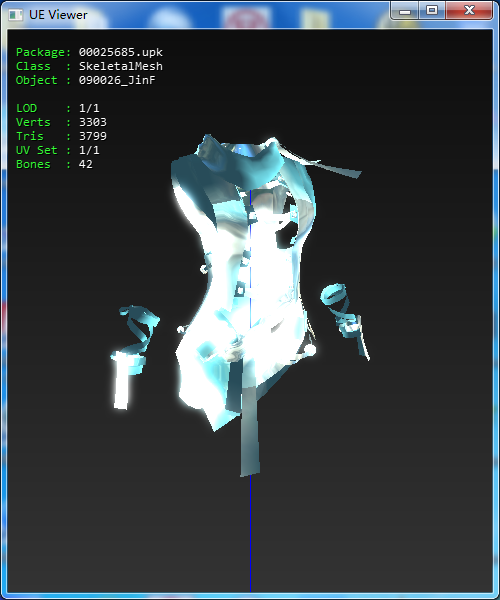 UE Viewer
Package: 00025685.upk
Class  : SkeletalMesh
Object : 090026_JinF
LOD    : 1/1
Verts  : 3303
Tris   : 3799
UV Set : 1/1
Bones  : 42